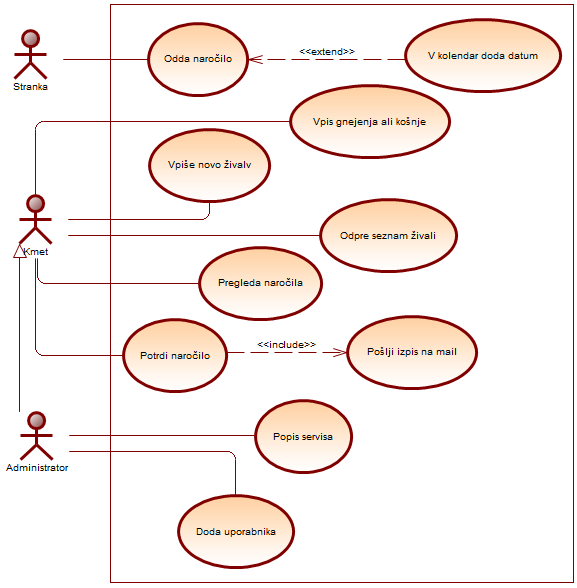 Stranka
Odda naročilo
<<extend>>
V kolendar doda datum
Vpis gnejenja ali košnje
Vpiše novo živalv
Kmet
Odpre seznam živali
Pregleda naročila
Potrdi naročilo
<<include>>
Pošlji izpis na mail
Administrator
Popis servisa
Doda uporabnika